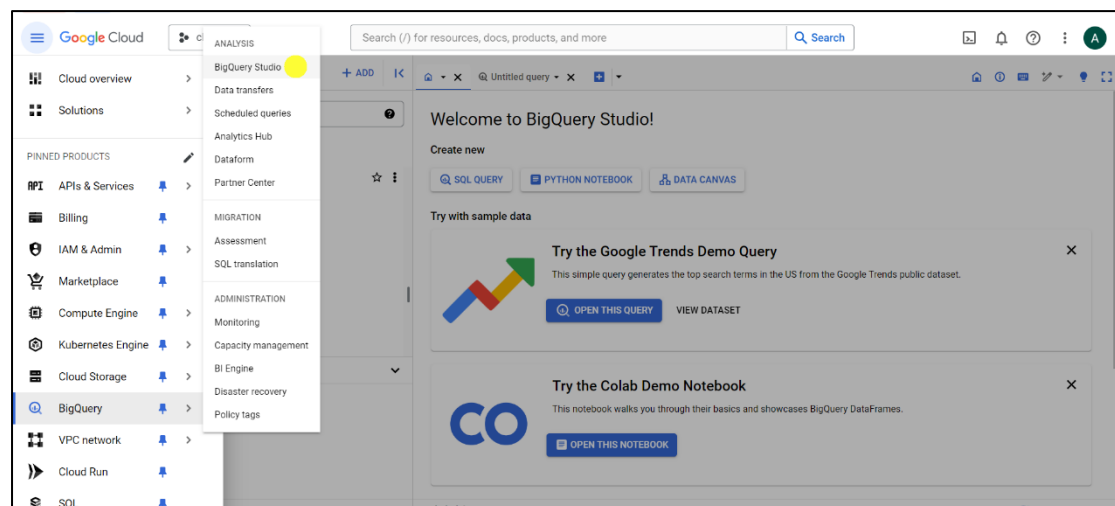 Google Cloud
Search (/) for resources, docs, products, and more
Search
A
Cloud overview
Solutions
PINNED PRODUCTS
API
APIs & Services
Billing
IAM & Admin
Marketplace
Compute Engine
Kubernetes Engine
Cloud Storage
BigQuery
VPC network
Cloud Run
SQL
ANALYSIS
BigQuery Studio
Data transfers
Scheduled queries
Analytics Hub
Dataform
Partner Center
MIGRATION
Assessment
SQL translation
ADMINISTRATION
Monitoring
Capacity management
BI Engine
Disaster recovery
Policy tags
+ ADD
Untitled query
Welcome to BigQuery Studio!
Create new
SQL QUERY
PYTHON NOTEBOOK
DATA CANVAS
Try with sample data
Try the Google Trends Demo Query
This simple query generates the top search terms in the US from the Google Trends public dataset.
OPEN THIS QUERY
VIEW DATASET
Try the Colab Demo Notebook
This notebook walks you through their basics and showcases BigQuery DataFrames.
CO
OPEN THIS NOTEBOOK